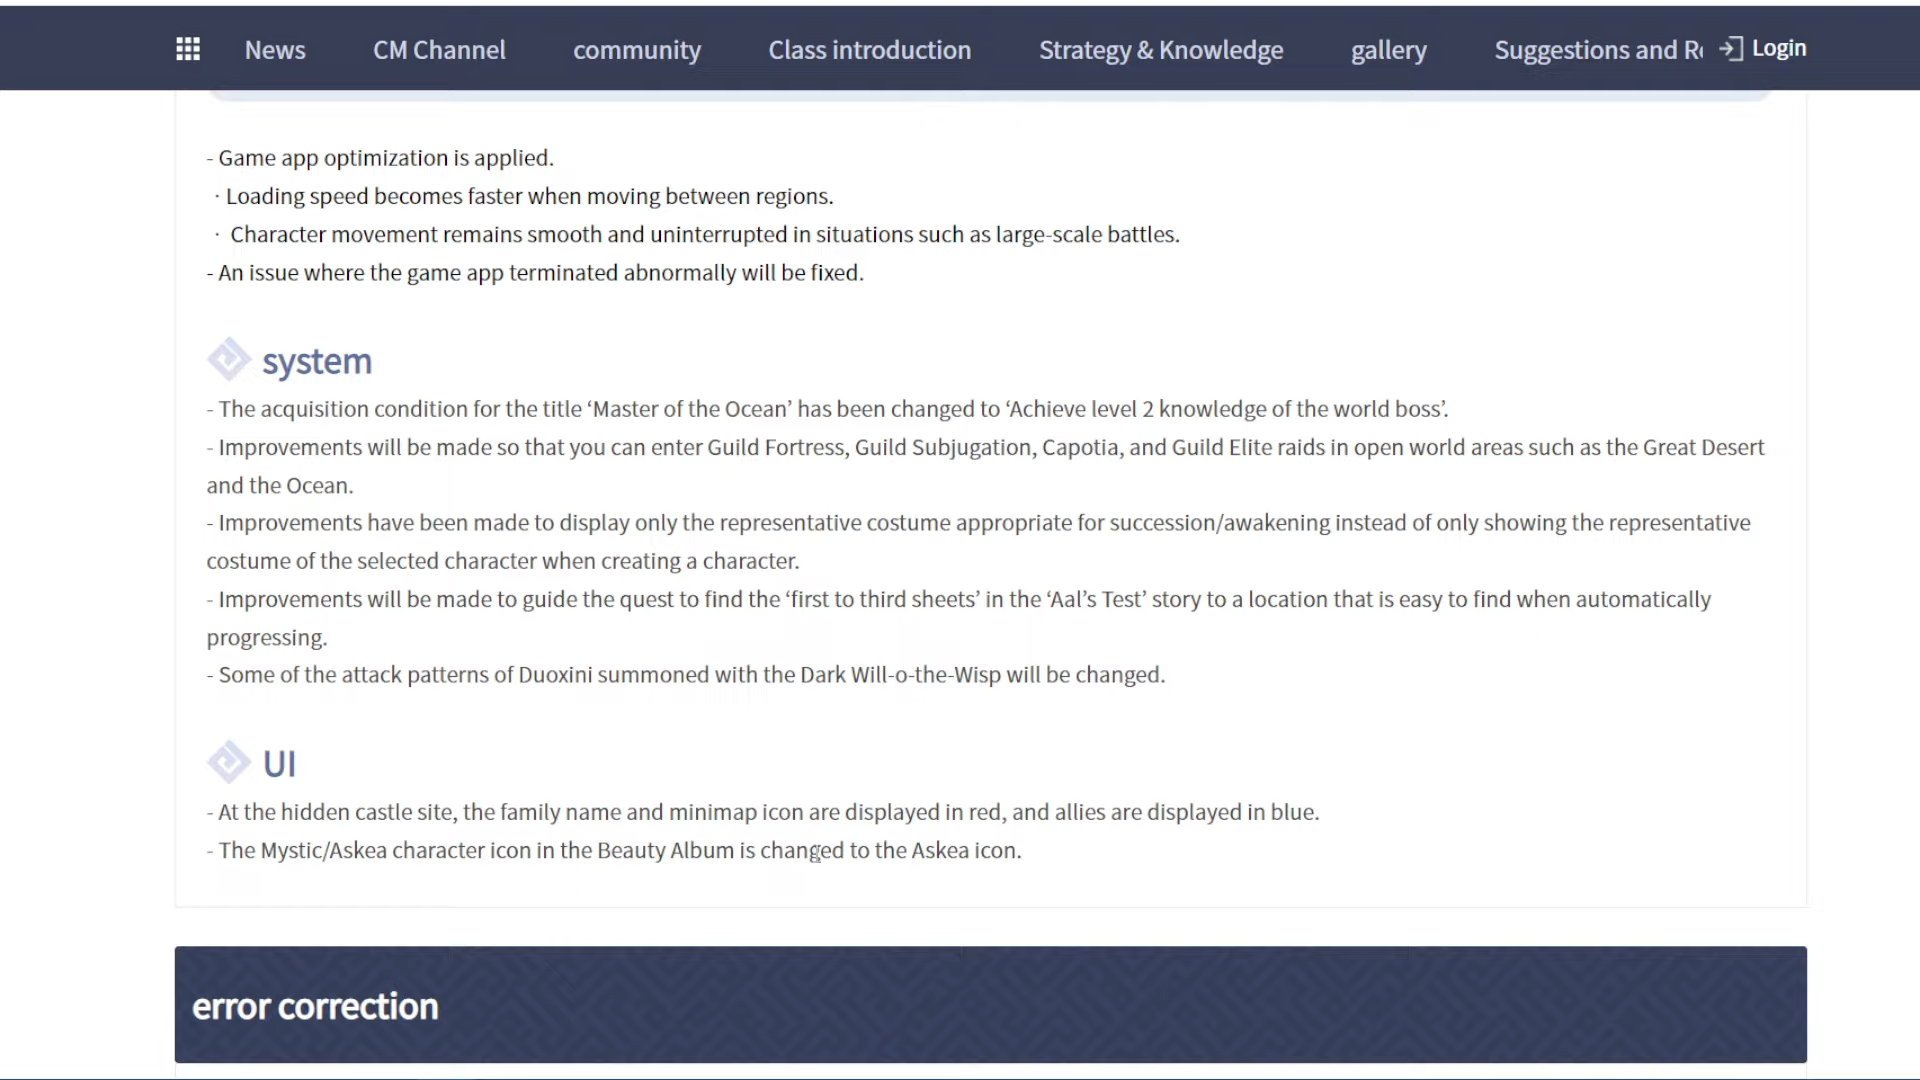 News CM Channel community Class introduction Strategy & Knowledge gallery Suggestions and Re Login
- Game app optimization is applied.
· Loading speed becomes faster when moving between regions.
· Character movement remains smooth and uninterrupted in situations such as large-scale battles.
- An issue where the game app terminated abnormally will be fixed.
system
- The acquisition condition for the title ‘Master of the Ocean’ has been changed to ‘Achieve level 2 knowledge of the world boss’.
- Improvements will be made so that you can enter Guild Fortress, Guild Subjugation, Capotia, and Guild Elite raids in open world areas such as the Great Desert
and the Ocean.
- Improvements have been made to display only the representative costume appropriate for succession/awakening instead of only showing the representative
costume of the selected character when creating a character.
- Improvements will be made to guide the quest to find the ‘first to third sheets’ in the ‘Aal’s Test’ story to a location that is easy to find when automatically
progressing.
- Some of the attack patterns of Duoxini summoned with the Dark Will-o-the-Wisp will be changed.
UI
- At the hidden castle site, the family name and minimap icon are displayed in red, and allies are displayed in blue.
- The Mystic/Askea character icon in the Beauty Album is changed to the Askea icon.
error correction